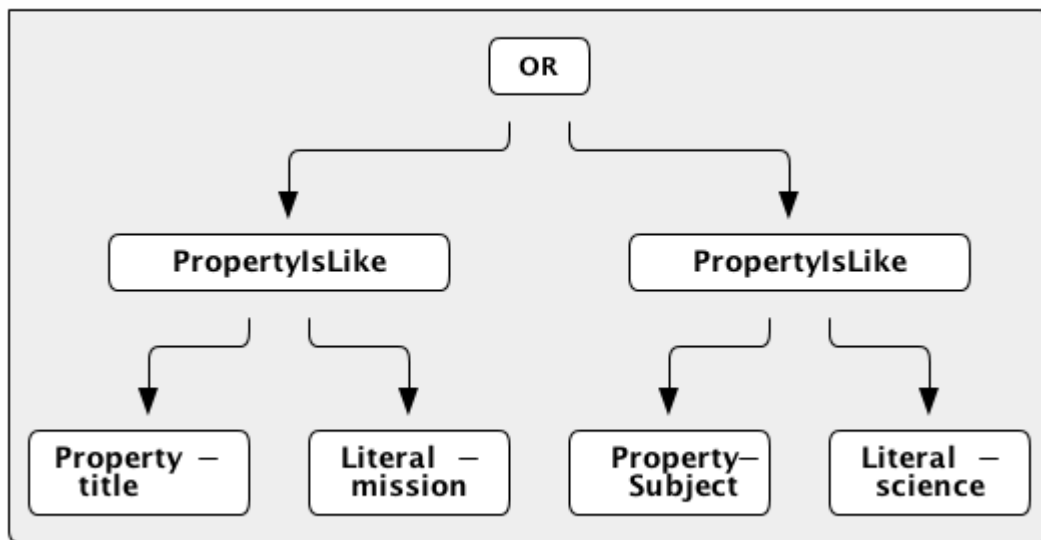 OR
PropertyIsLike
PropertyIsLike
Property –
title
Literal –
mission
Property–
Subject
Literal –
science